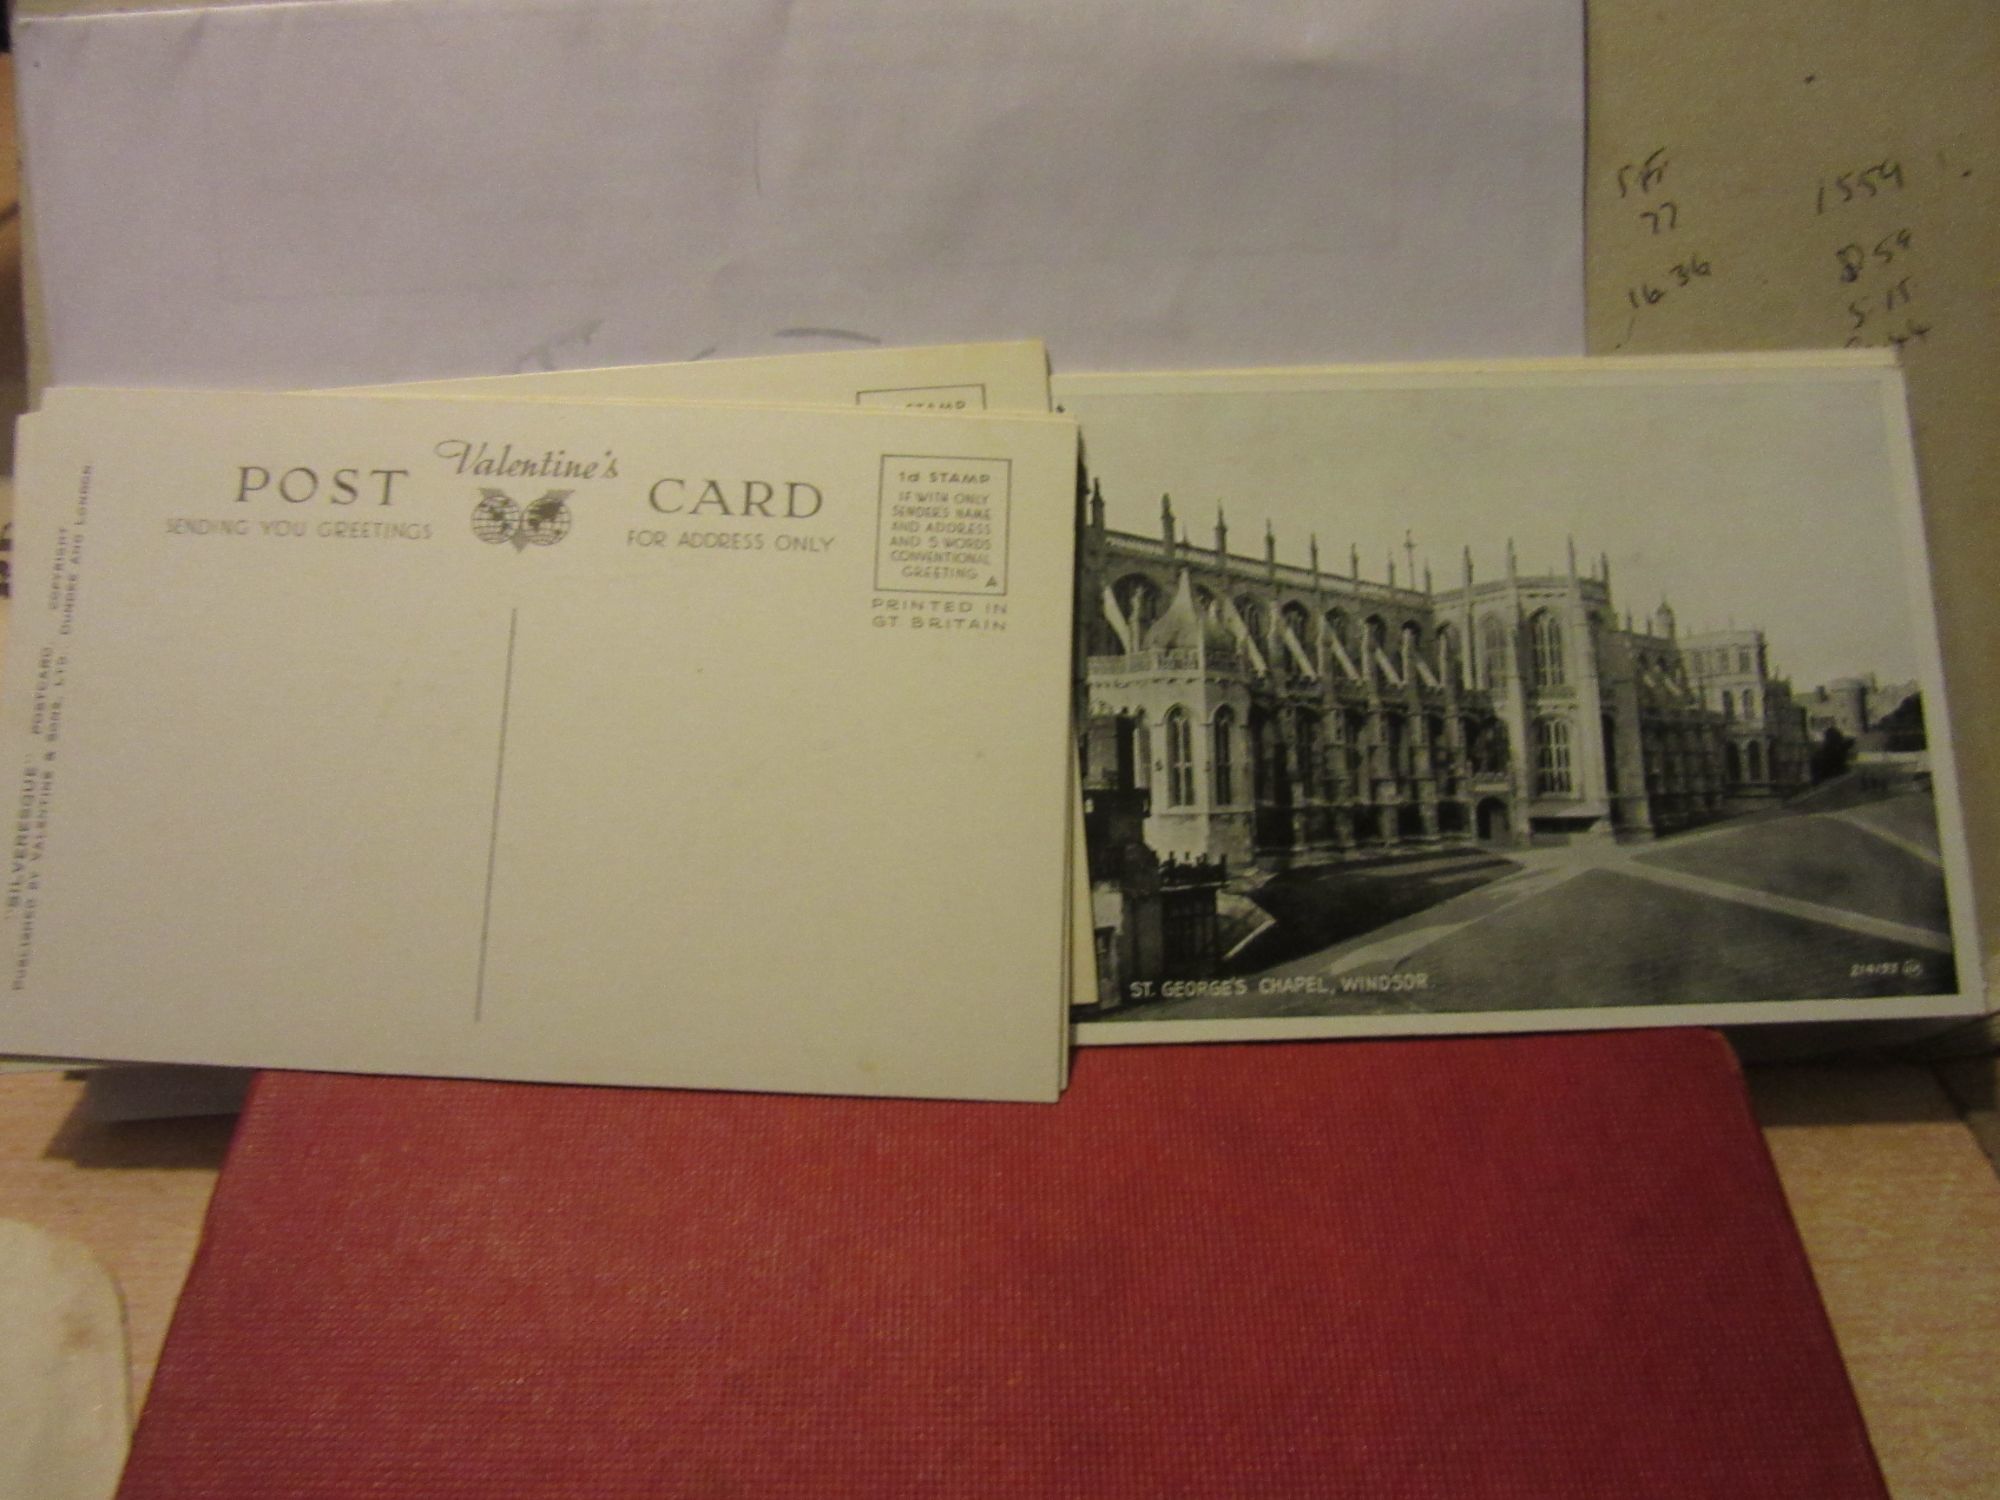 Valentine's
POST CARD
SENDING YOU GREETINGS
FOR ADDRESS ONLY
STAMP
1d STAMP
IF WITH ONLY
SENDER'S NAME
AND ADDRESS
AND 5 WORDS
CONVENTIONAL
GREETING
A
PRINTED IN
GT BRITAIN
"SILVERESQUE" POSTCARD. COPYRIGHT
PUBLISHED BY VALENTINE & SONS, LTD. DUNDEE AND LONDON.
ST. GEORGE'S CHAPEL, WINDSOR.
77
16 36
1559
5 15